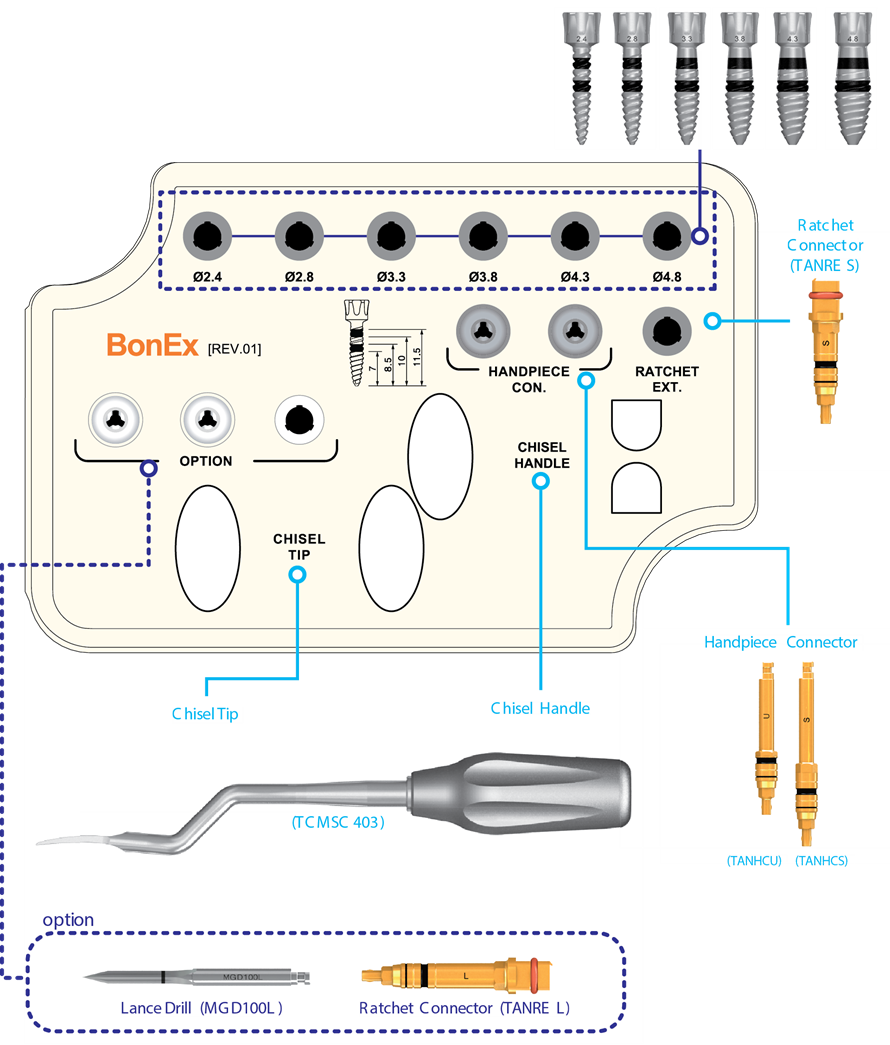 2.4 2.8 3.3 3.8 4.3 4.8
Ø2.4 Ø2.8 Ø3.3 Ø3.8 Ø4.3 Ø4.8
Ratchet
Connector
(TANRE S)
S
BonEx [REV.01]
7
8.5
10
11.5
HANDPIECE
CON.
RATCHET
EXT.
OPTION
CHISEL
HANDLE
CHISEL
TIP
Handpiece Connector
U
S
(TANHCU) (TANHCS)
Chisel Tip
Chisel Handle
(TCMSC 403)
option
MGD100L
L
Lance Drill (MGD100L)
Ratchet Connector (TANRE L)